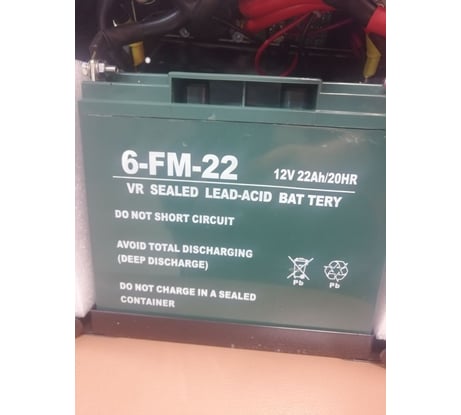 6-FM-22 12V 22Ah/20HR
VR SEALED LEAD-ACID BAT TERY
DO NOT SHORT CIRCUIT
AVOID TOTAL DISCHARGING
(DEEP DISCHARGE)
Pb Pb
DO NOT CHARGE IN A SEALED
CONTAINER